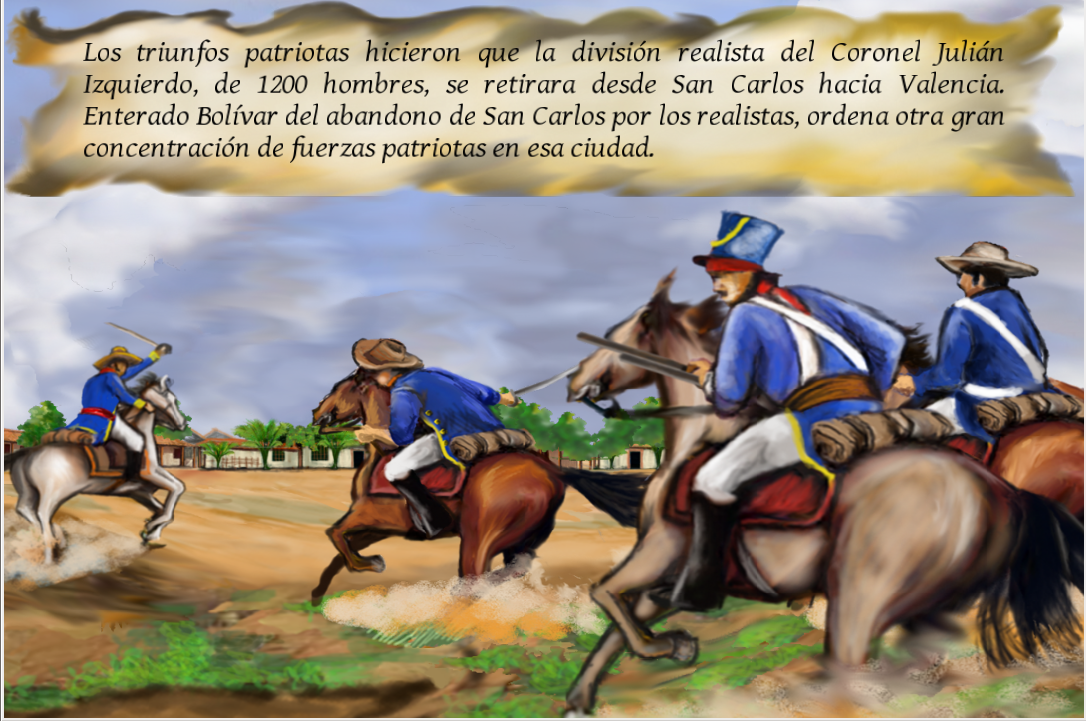 Los triunfos patriotas hicieron que la división realista del Coronel Julián
Izquierdo, de 1200 hombres, se retirara desde San Carlos hacia Valencia.
Enterado Bolívar del abandono de San Carlos por los realistas, ordena otra gran
concentración de fuerzas patriotas en esa ciudad.